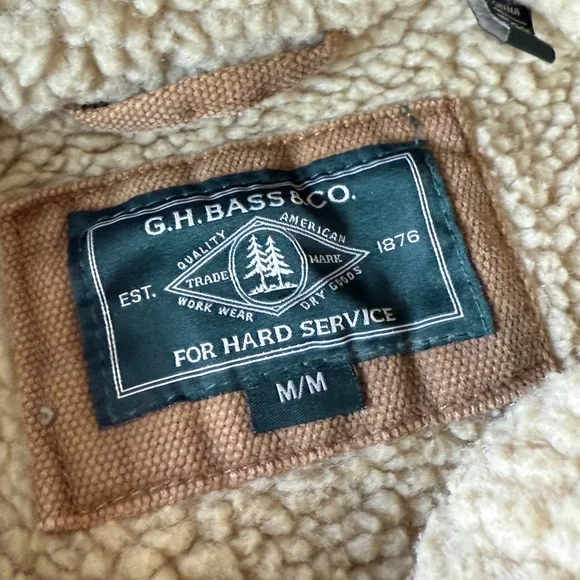 G.H. BASS & CO.
QUALITY AMERICAN
EST. TRADE MARK 1876
WORK WEAR DRY GOODS
FOR HARD SERVICE
M/M